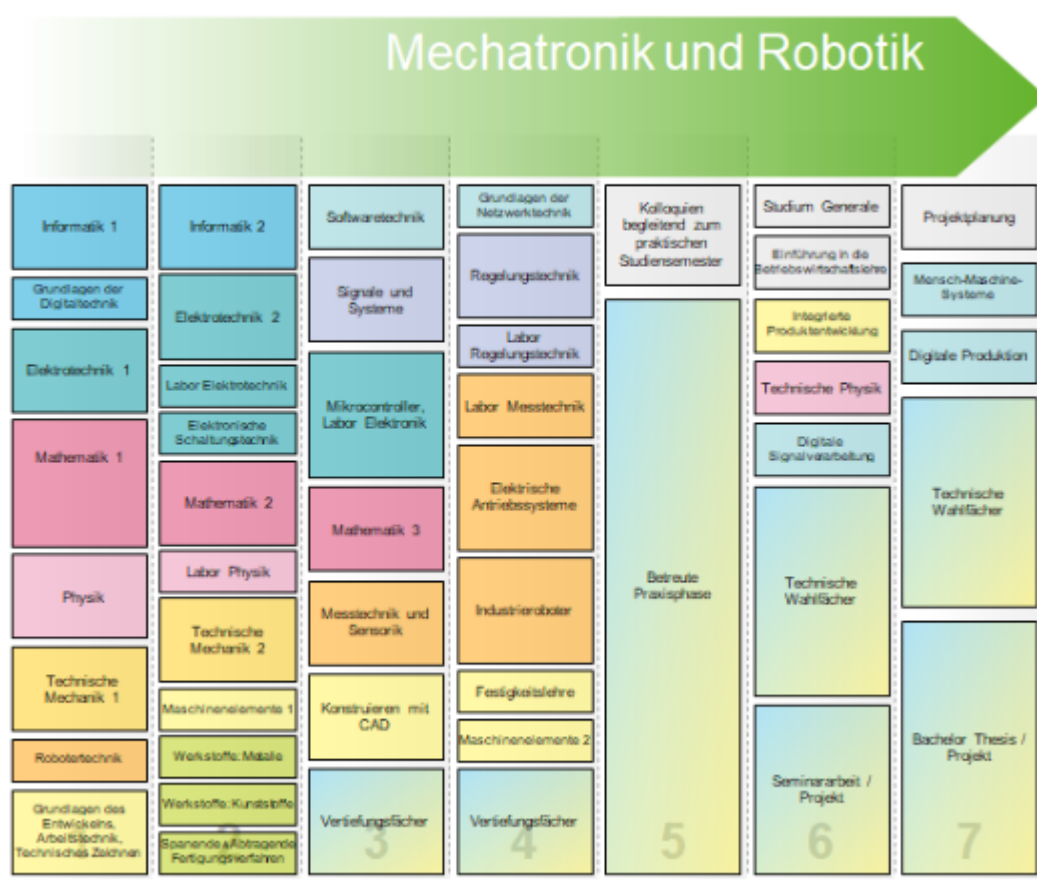 Mechatronik und Robotik
Informatik 1
Grundlagen der
Digitaltechnik
Elektrotechnik 1
Mathematik 1
Physik
Technische
Mechanik 1
Robotertechnik
Grundlagen des
Entwickelns,
Arbeitstechnik,
Technisches Zeichnen
Informatik 2
Elektrotechnik 2
Labor Elektrotechnik
Elektronische
Schaltungstechnik
Mathematik 2
Labor Physik
Technische
Mechanik 2
Maschinenelemente 1
Werkstoffe: Metalle
Werkstoffe: Kunststoffe
Spanende+Abtragende
Fertigungsverfahren
2
Softwaretechnik
Signale und
Systeme
Mikrocontroller,
Labor Elektronik
Mathematik 3
Messtechnik und
Sensorik
Konstruieren mit
CAD
Vertiefungsfächer
3
Grundlagen der
Netzwerktechnik
Regelungstechnik
Labor
Regelungstechnik
Labor Messtechnik
Elektrische
Antriebssysteme
Industrieroboter
Festigkeitslehre
Maschinenelemente 2
Vertiefungsfächer
4
Kolloquien
begleitend zum
praktischen
Studiensemester
Betreute
Praxisphase
5
Studium Generale
Einführung in die
Betriebswirtschaftslehre
Integrierte
Produktentwicklung
Technische Physik
Digitale
Signalverarbeitung
Technische
Wahlfächer
Seminararbeit /
Projekt
6
Projektplanung
Mensch-Maschine-
Systeme
Digitale Produktion
Technische
Wahlfächer
Bachelor Thesis /
Projekt
7